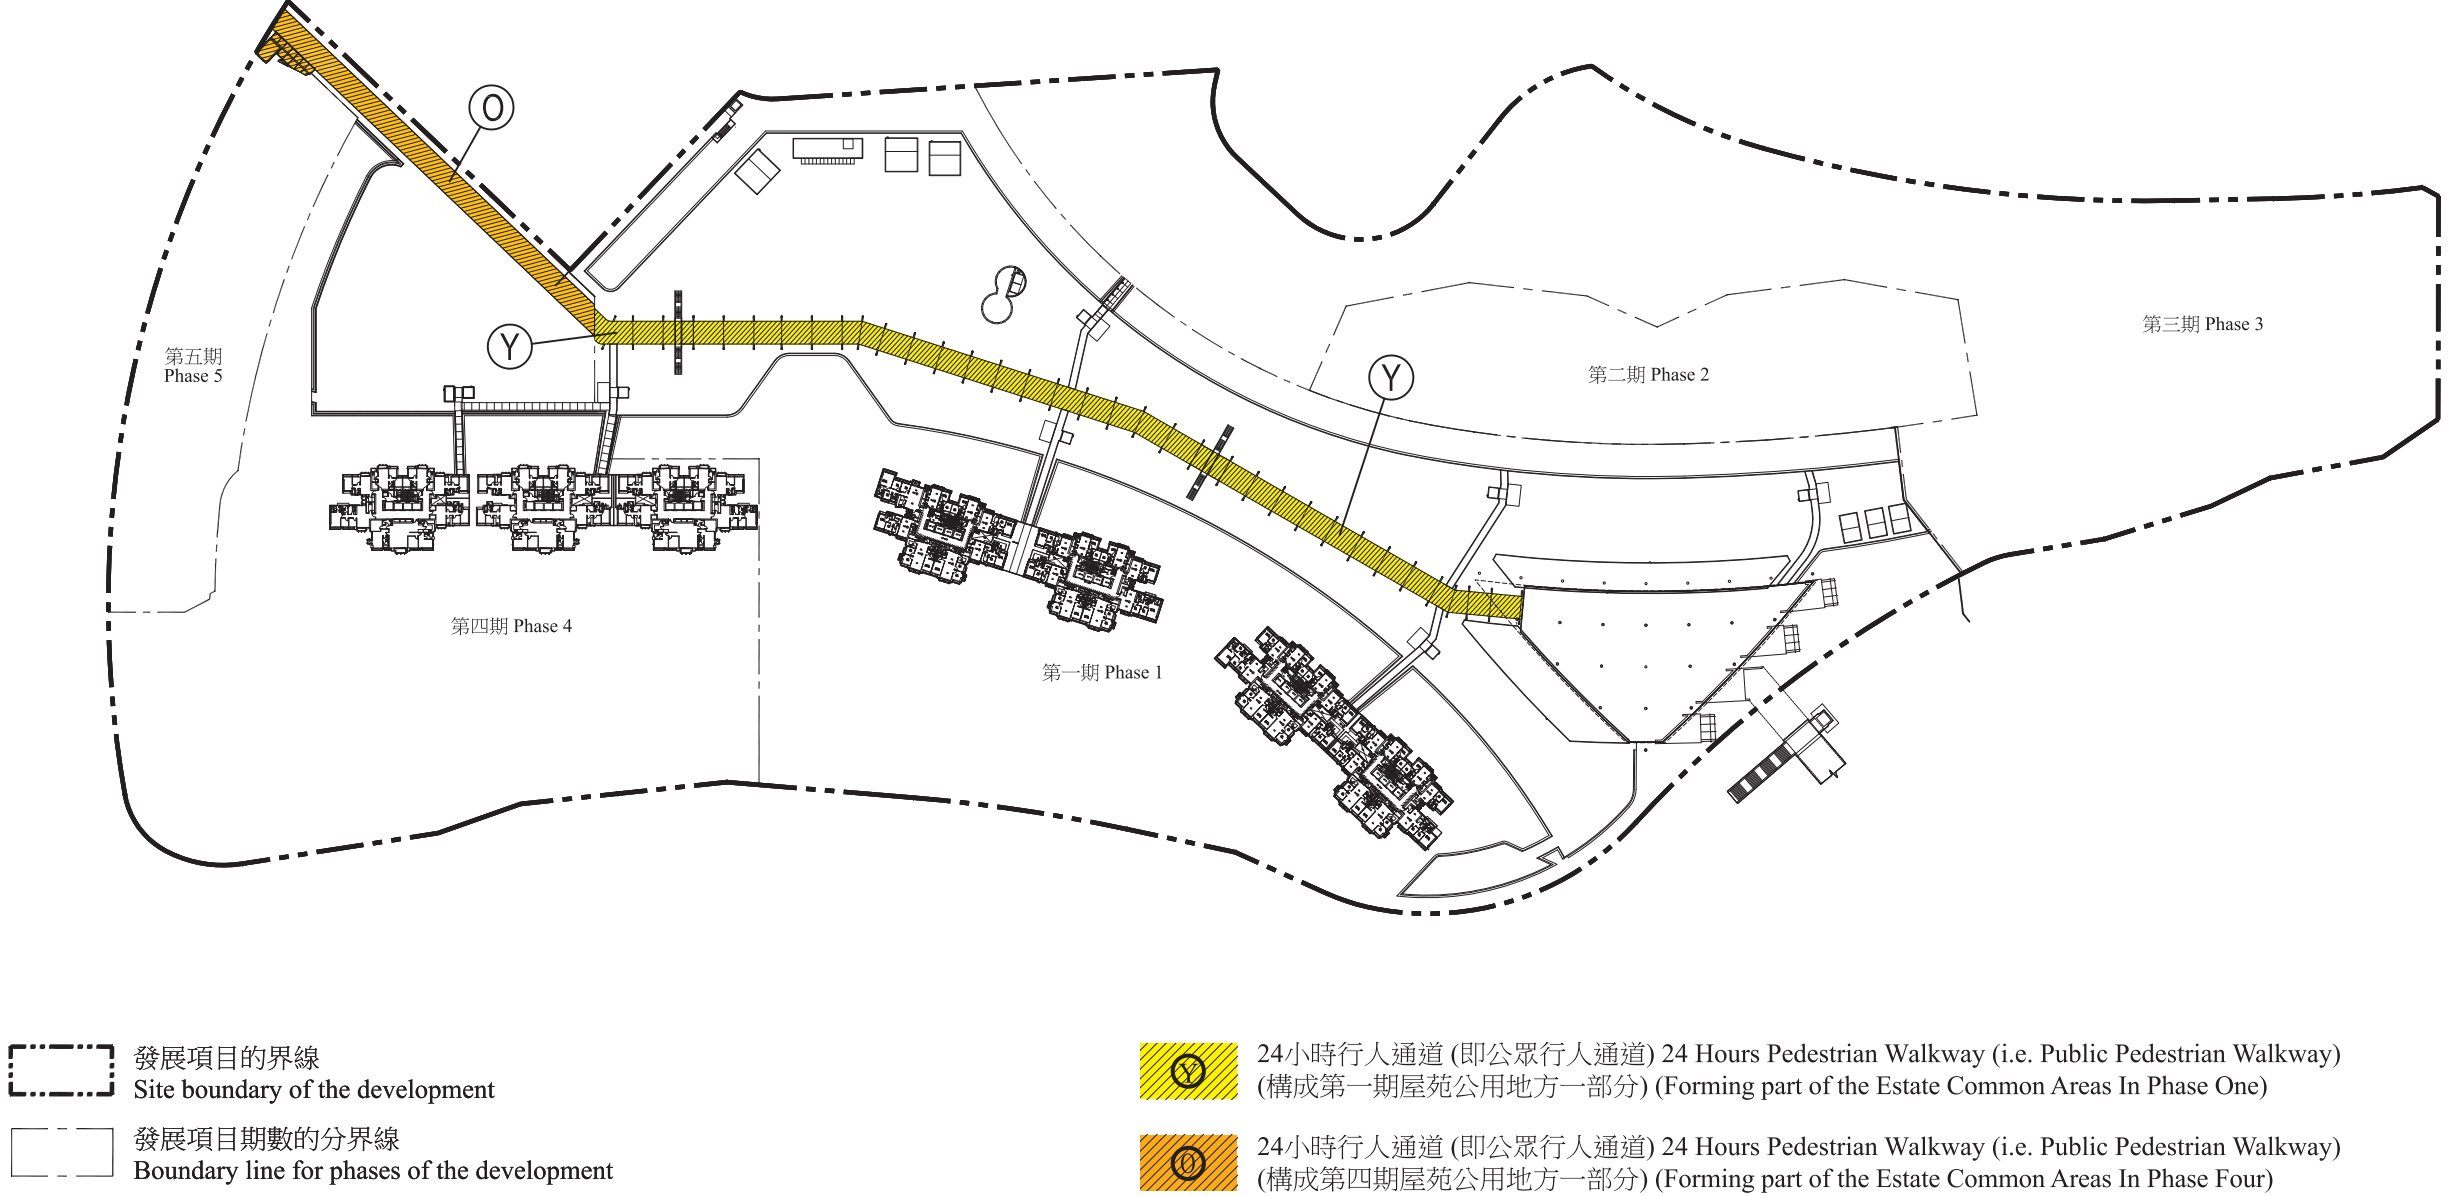 O
Y
Y
第五期
Phase 5
第二期 Phase 2
第三期 Phase 3
第四期 Phase 4
第一期 Phase 1
發展項目的界線
Site boundary of the development
發展項目期數的分界線
Boundary line for phases of the development
Y
24小時行人通道 (即公眾行人通道) 24 Hours Pedestrian Walkway (i.e. Public Pedestrian Walkway)
(構成第一期屋苑公用地方一部分) (Forming part of the Estate Common Areas In Phase One)
O
24小時行人通道 (即公眾行人通道) 24 Hours Pedestrian Walkway (i.e. Public Pedestrian Walkway)
(構成第四期屋苑公用地方一部分) (Forming part of the Estate Common Areas In Phase Four)